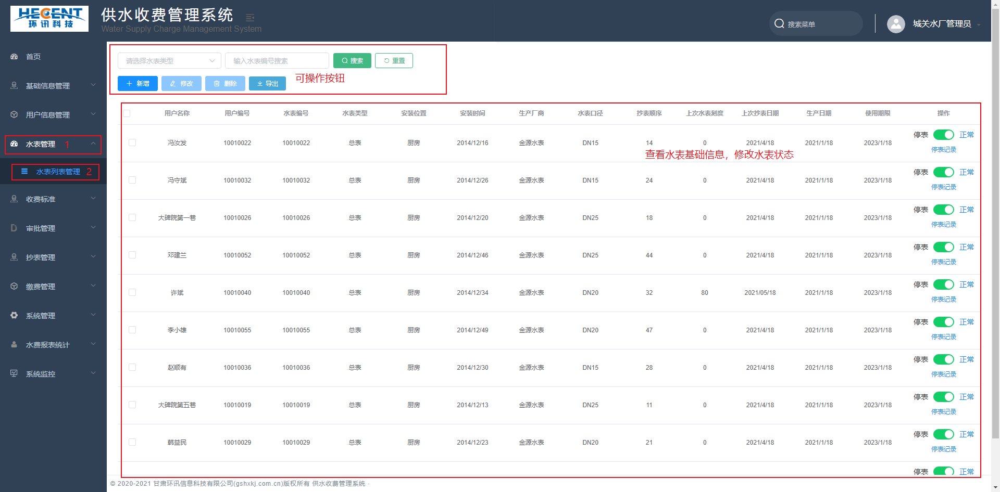 HECENT
环讯科技
供水收费管理系统
Water Supply Charge Management System
搜索菜单
城关水厂管理员
首页
基础信息管理
用户信息管理
水表管理 1
水表列表管理 2
收费标准
审批管理
抄表管理
缴费管理
系统管理
水费报表统计
系统监控
请选择水表类型 输入水表编号搜索 搜索 重置
新增 修改 删除 导出 可操作按钮
用户名称 用户编号 水表编号 水表类型 安装位置 安装时间 生产厂商 水表口径 抄表顺序 上次水表刻度 上次抄表日期 生产日期 使用期限 操作
冯汝发 10010022 10010022 总表 厨房 2014/12/16 金源水表 DN15 14 0 2021/4/18 2021/1/18 2023/1/18 停表 正常
停表记录
查看水表基础信息，修改水表状态
冯守斌 10010032 10010032 总表 厨房 2014/12/26 金源水表 DN15 24 0 2021/4/18 2021/1/18 2023/1/18 停表 正常
停表记录
大碑院第一巷 10010026 10010026 总表 厨房 2014/12/20 金源水表 DN25 18 0 2021/4/18 2021/1/18 2023/1/18 停表 正常
停表记录
邓建兰 10010052 10010052 总表 厨房 2014/12/46 金源水表 DN25 44 0 2021/4/18 2021/1/18 2023/1/18 停表 正常
停表记录
许斌 10010040 10010040 总表 厨房 2014/12/34 金源水表 DN20 32 80 2021/05/18 2021/1/18 2023/1/18 停表 正常
停表记录
李小雄 10010055 10010055 总表 厨房 2014/12/49 金源水表 DN20 47 0 2021/4/18 2021/1/18 2023/1/18 停表 正常
停表记录
赵顺有 10010036 10010036 总表 厨房 2014/12/30 金源水表 DN15 28 0 2021/4/18 2021/1/18 2023/1/18 停表 正常
停表记录
大碑院第五巷 10010019 10010019 总表 厨房 2014/12/13 金源水表 DN25 11 0 2021/4/18 2021/1/18 2023/1/18 停表 正常
停表记录
韩益民 10010029 10010029 总表 厨房 2014/12/23 金源水表 DN20 21 0 2021/4/18 2021/1/18 2023/1/18 停表 正常
停表记录
停表 正常
© 2020-2021 甘肃环讯信息科技有限公司(gshxkj.com.cn)版权所有 供水收费管理系统 ·